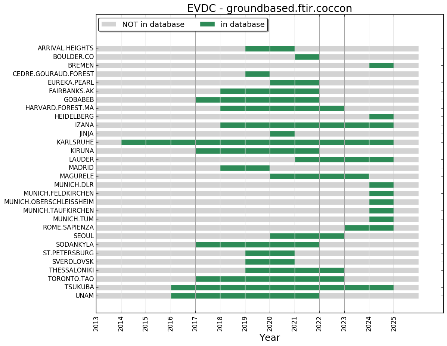 EVDC - groundbased.ftir.coccon
NOT in database
in database
ARRIVAL.HEIGHTS
BOULDER.CO
BREMEN
CEDRE.GOURAUD.FOREST
EUREKA.PEARL
FAIRBANKS.AK
GOBABEB
HARVARD.FOREST.MA
HEIDELBERG
IZANA
JINJA
KARLSRUHE
KIRUNA
LAUDER
MADRID
MAGURELE
MUNICH.DLR
MUNICH.FELDKIRCHEN
MUNICH.OBERSCHLEISSHEIM
MUNICH.TAUFKIRCHEN
MUNICH.TUM
ROME.SAPIENZA
SEOUL
SODANKYLA
ST.PETERSBURG
SVERDLOVSK
THESSALONIKI
TORONTO.TAO
TSUKUBA
UNAM
2013 2014 2015 2016 2017 2018 2019 2020 2021 2022 2023 2024 2025
Year